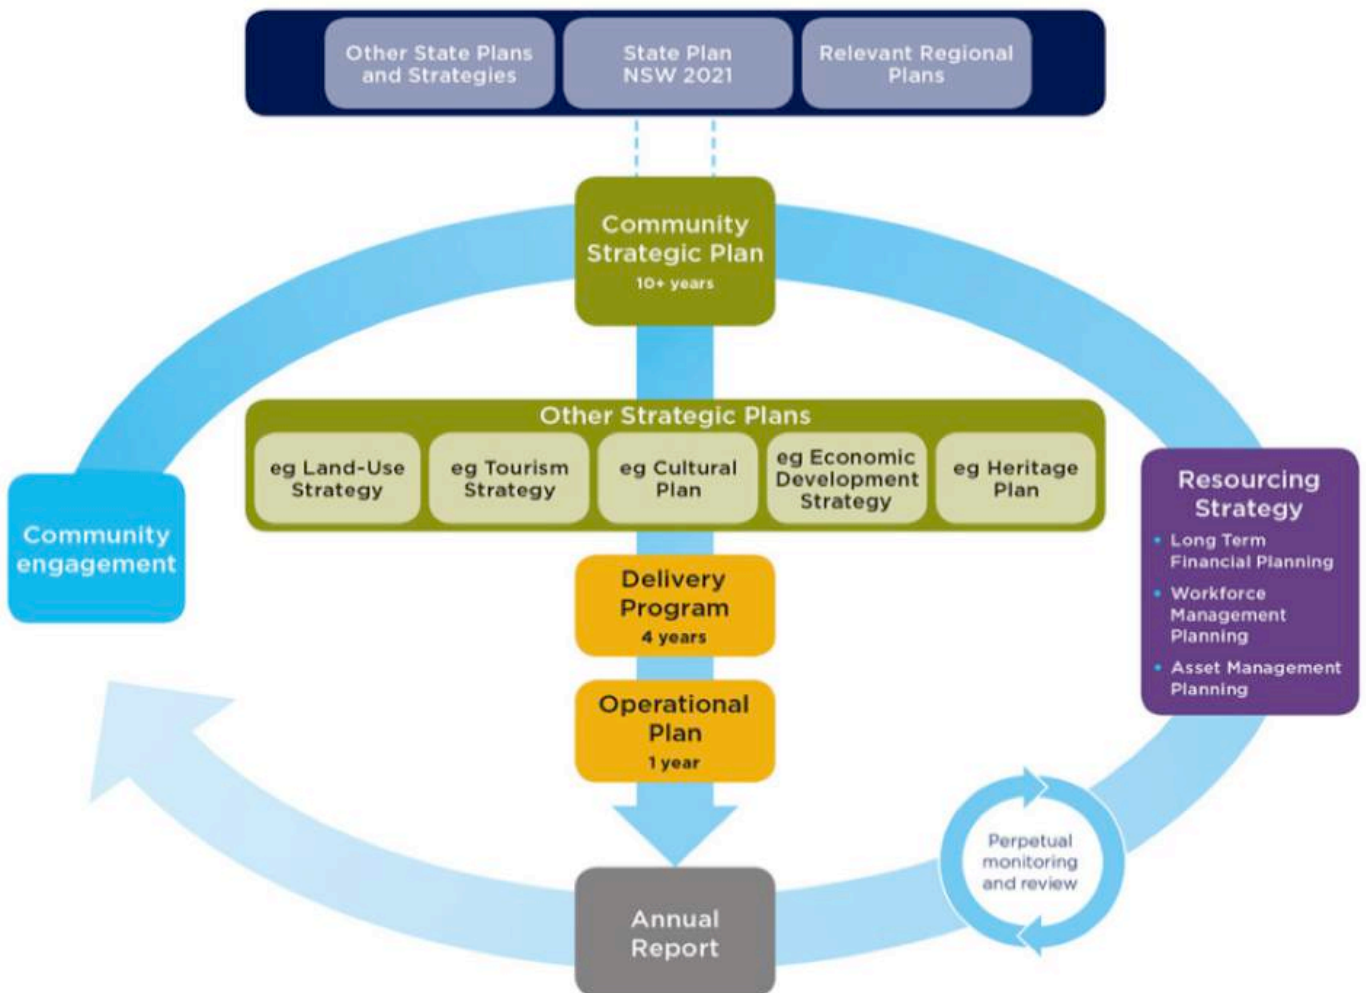 Other State Plans
and Strategies
State Plan
NSW 2021
Relevant Regional
Plans
Community
Strategic Plan
10+ years
Other Strategic Plans
eg Land-Use
Strategy
eg Tourism
Strategy
eg Cultural
Plan
eg Economic
Development
Strategy
eg Heritage
Plan
Community
engagement
Resourcing
Strategy
• Long Term
Financial Planning
• Workforce
Management
Planning
• Asset Management
Planning
Delivery
Program
4 years
Operational
Plan
1 year
Perpetual
monitoring
and review
Annual
Report